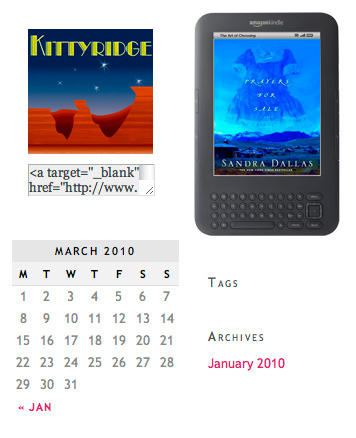 KITTYRIDGE
<a target="_blank"
href="http://www.
MARCH 2010
M T W T F S S
1 2 3 4 5 6 7
8 9 10 11 12 13 14
15 16 17 18 19 20 21
22 23 24 25 26 27 28
29 30 31
« JAN
amazonkindle
The Art of Choosing
PRAYERS
FOR
SALE
SANDRA DALLAS
TAGS
ARCHIVES
January 2010